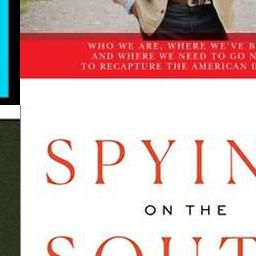 WHO WE ARE, WHERE WE'VE B
AND WHERE WE NEED TO GO N
TO RECAPTURE THE AMERICAN D
SPYIN
ON THE
SOUT